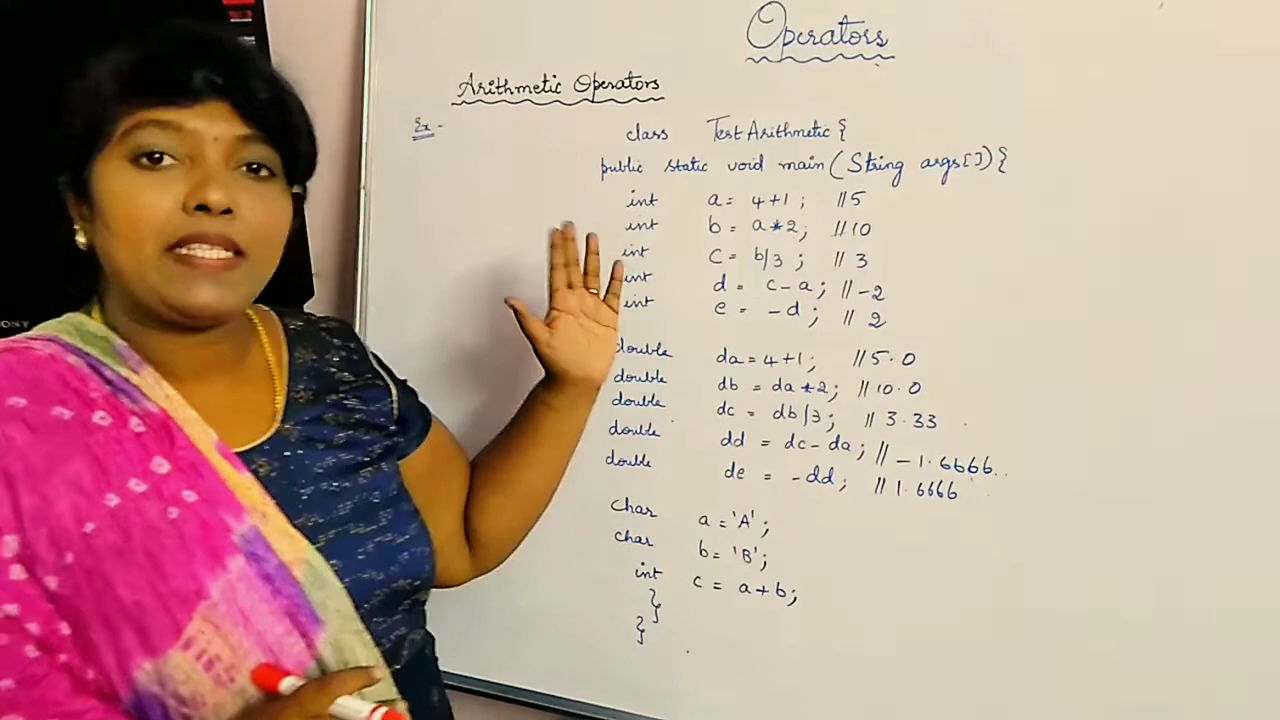 Operators
Arithmetic Operators
Ex -
class TestArithmetic {
public static void main(String args[]){
int a = 4+1; //5
int b = a*2; //10
int c = b/3; //3
int d = c-a; //-2
int e = -d; //2
double da = 4+1; //5.0
double db = da*2; //10.0
double dc = db/3; //3.33
double dd = dc-da; //-1.6666...
double de = -dd; //1.6666
char a = 'A';
char b = 'B';
int c = a+b;
}
}